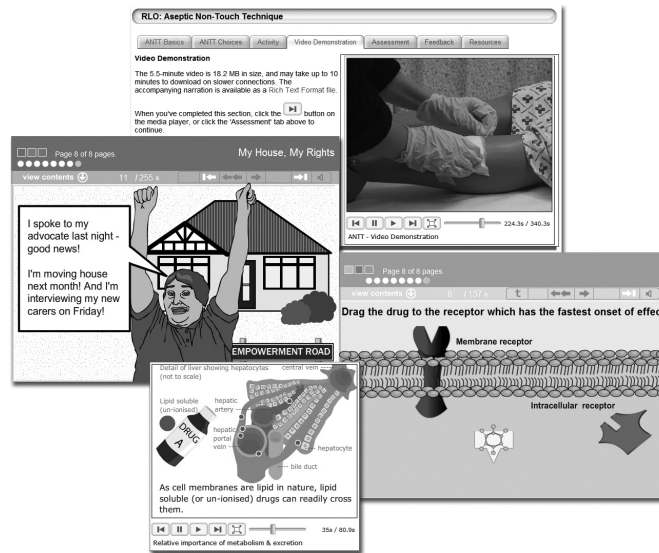 RLO: Aseptic Non-Touch Technique
ANTT Basics
ANTT Choices
Activity
Video Demonstration
Assessment
Feedback
Resources
Video Demonstration
The 5.5-minute video is 18.2 MB in size, and may take up to 10
minutes to download on slower connections. The
accompanying narration is available as a Rich Text Format file.
When you've completed this section, click the
button on
the media player, or click the 'Assessment' tab above to
continue.
224.3s / 340.3s
ANTT - Video Demonstration
Page 8 of 8 pages.
My House, My Rights
view contents
11 / 255 s
I spoke to my
advocate last night -
good news!
I'm moving house
next month! And I'm
interviewing my new
carers on Friday!
EMPOWERMENT ROAD
Page 8 of 8 pages.
view contents
8 / 137 s
t
Drag the drug to the receptor which has the fastest onset of effec
Membrane receptor
Intracellular receptor
Detail of liver showing hepatocytes
(not to scale)
central vein
Lipid soluble
(un-ionised)
hepatic
artery
DRUG
A
hepatic
portal
vein
hepatocyte
bile duct
As cell membranes are lipid in nature, lipid
soluble (or un-ionised) drugs can readily cross
them.
35s / 80.9s
Relative importance of metabolism & excretion